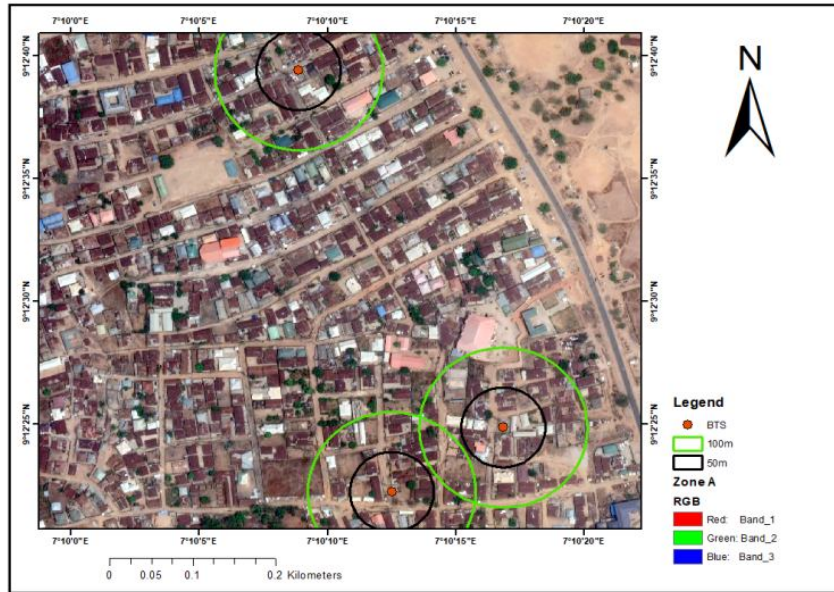 7°10'0"E 7°10'5"E 7°10'10"E 7°10'15"E 7°10'20"E
9°12'40"N 9°12'40"N
N
9°12'35"N 9°12'35"N
9°12'30"N 9°12'30"N
9°12'25"N 9°12'25"N
Legend
BTS
100m
50m
Zone A
RGB
Red: Band_1
Green: Band_2
Blue: Band_3
7°10'0"E 7°10'5"E 7°10'10"E 7°10'15"E 7°10'20"E
0 0.05 0.1 0.2 Kilometers